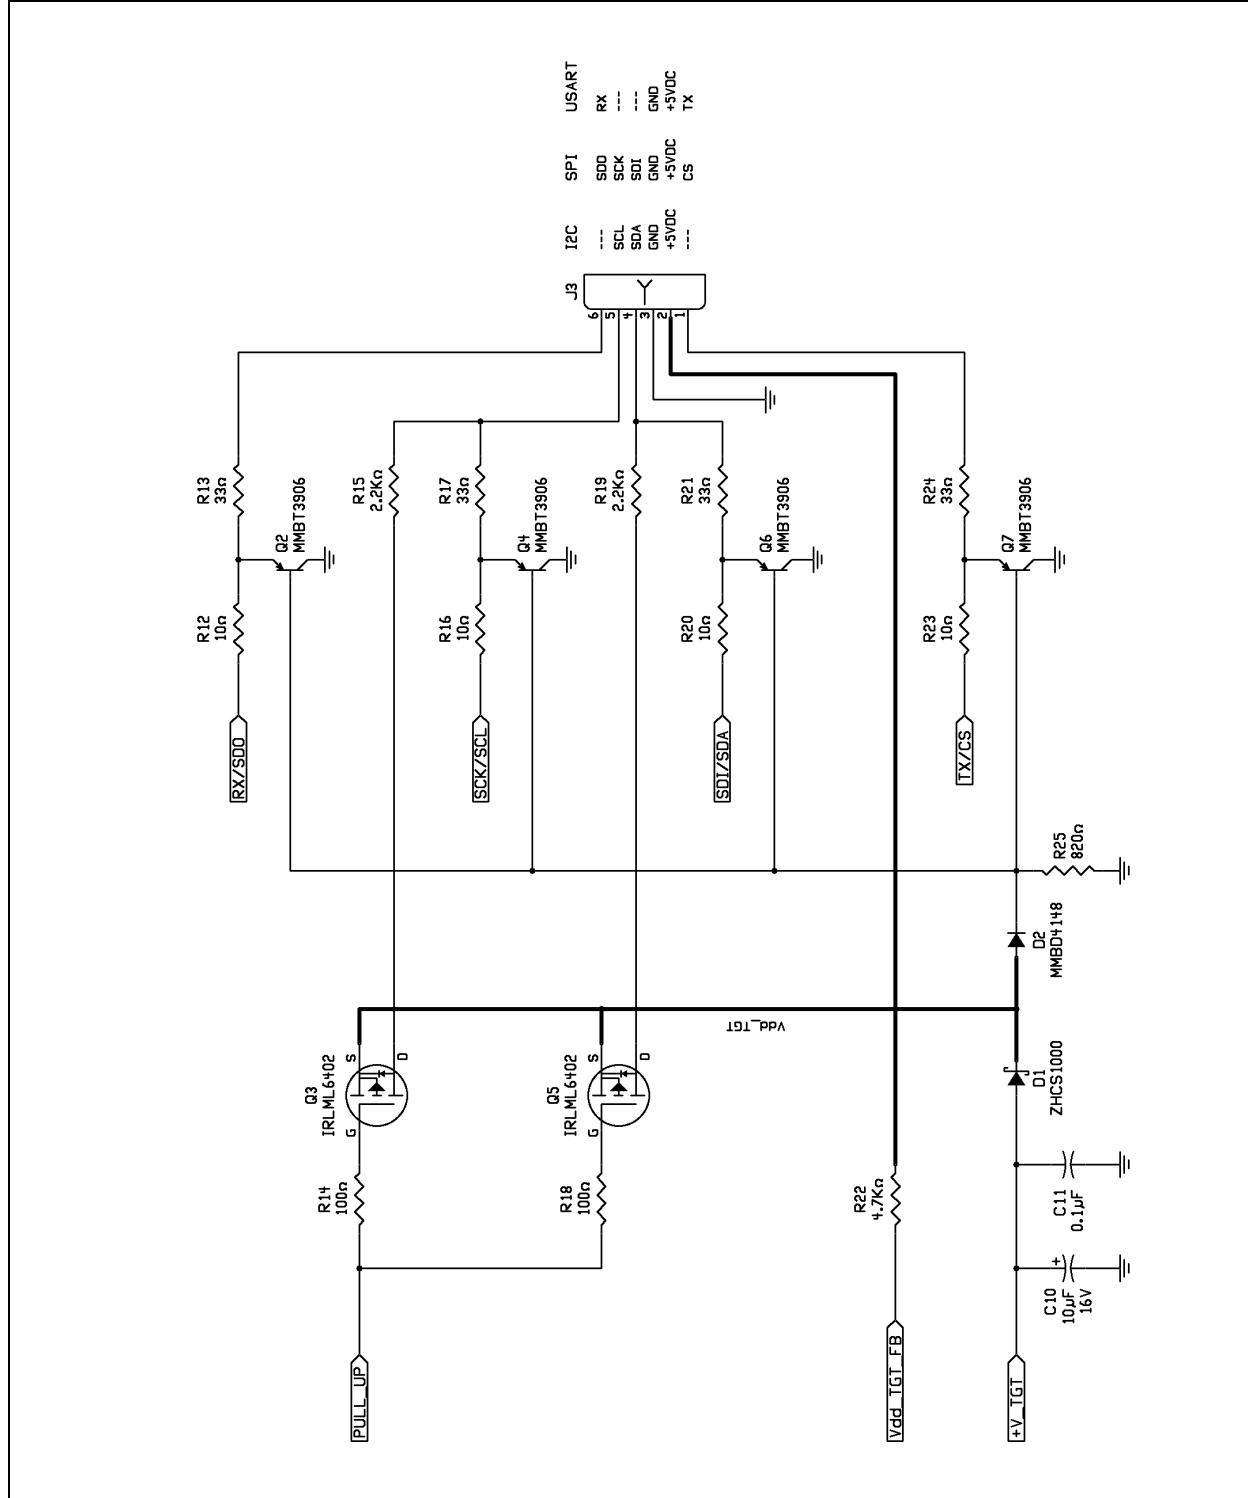 I2C SPI USART
--- SDO RX
SCL SCK ---
SDA SDI ---
GND GND GND
+5VDC +5VDC +5VDC
--- CS TX
J3
6
5
4
3
2
1
R13
33Ω
Q2
MMBT3906
R12
10Ω
RX/SDO
R15
2.2KΩ
R17
33Ω
Q4
MMBT3906
R16
10Ω
SCK/SCL
R19
2.2KΩ
R21
33Ω
Q6
MMBT3906
R20
10Ω
SDI/SDA
R24
33Ω
Q7
MMBT3906
R23
10Ω
TX/CS
R25
820Ω
D2
MMBD4148
Vdd_TGT
Q3
IRLML6402
S
D
G
R14
100Ω
Q5
IRLML6402
S
D
G
R18
100Ω
PULL_UP
R22
4.7KΩ
Vdd_TGT_FB
D1
ZHCS1000
C11
0.1µF
C10
10µF
16V
+
+V_TGT